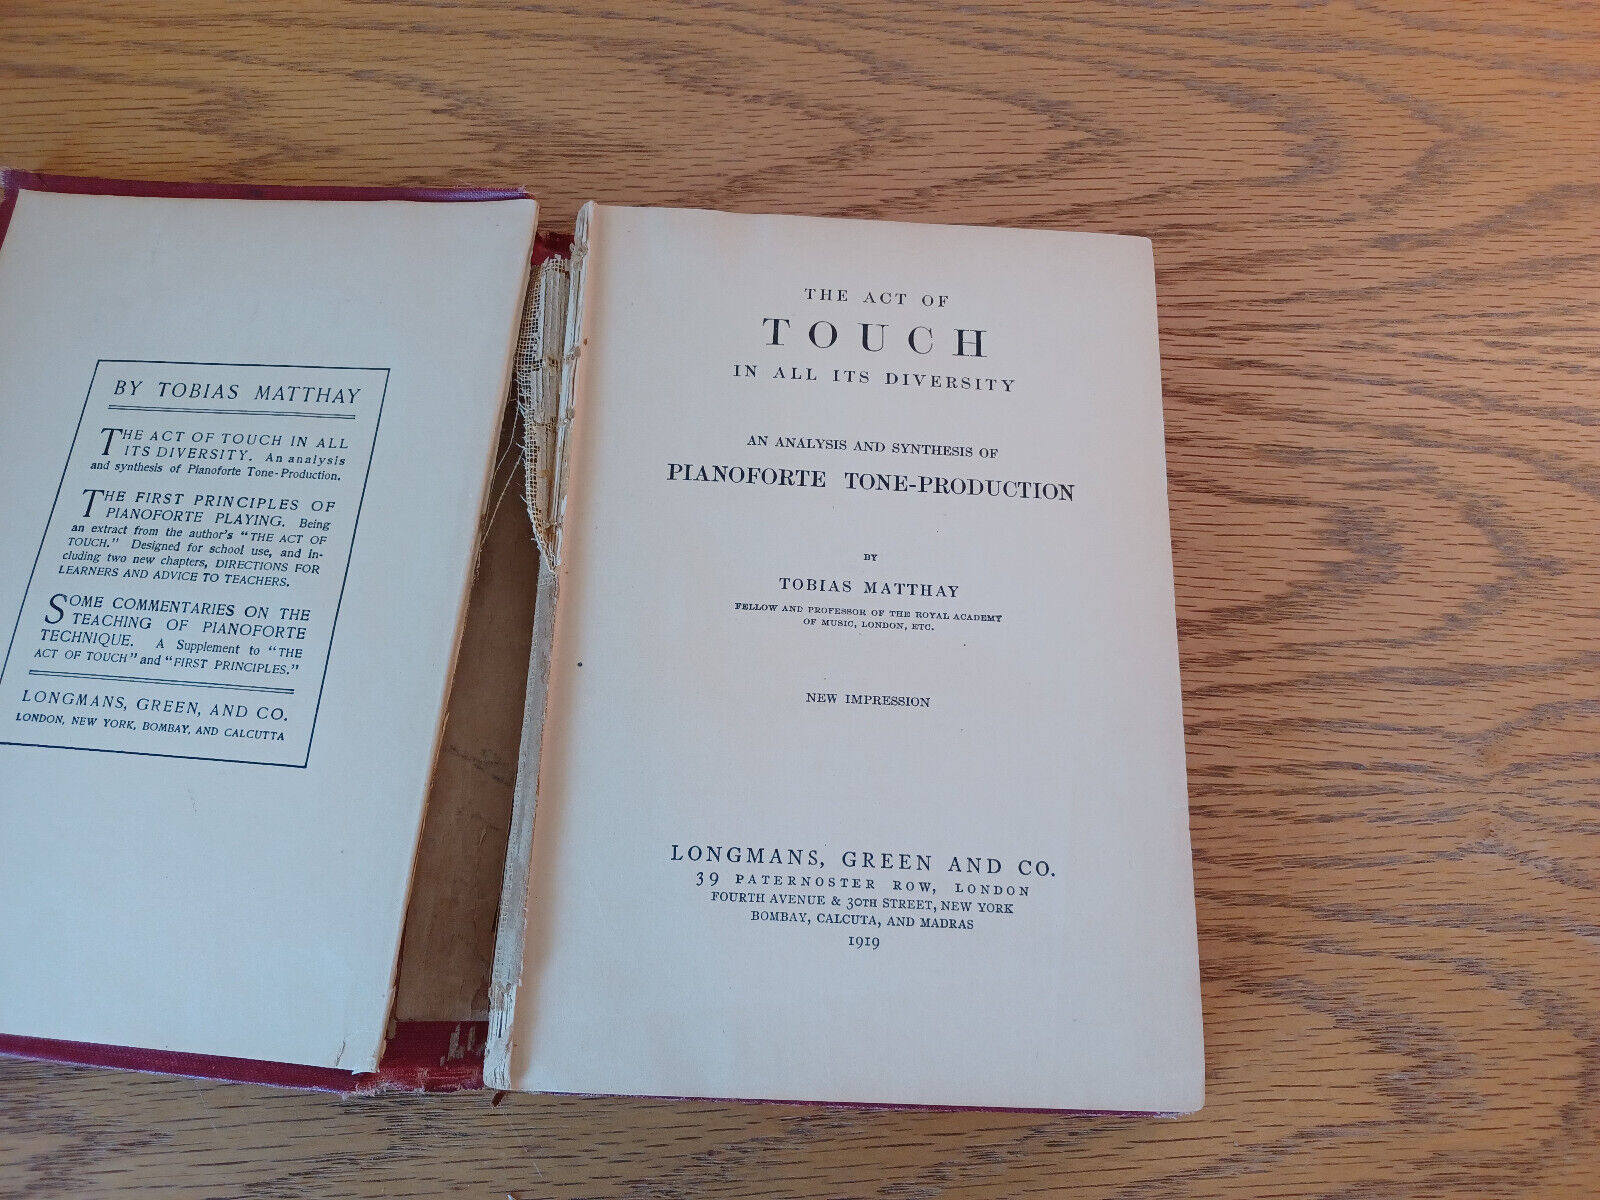 BY TOBIAS MATTHAY
THE ACT OF TOUCH IN ALL
ITS DIVERSITY. An analysis
and synthesis of Pianoforte Tone-Production.
THE FIRST PRINCIPLES OF
PIANOFORTE PLAYING. Being
an extract from the author's "THE ACT OF
TOUCH." Designed for school use, and in-
cluding two new chapters, DIRECTIONS FOR
LEARNERS AND ADVICE TO TEACHERS.
SOME COMMENTARIES ON THE
TEACHING OF PIANOFORTE
TECHNIQUE. A Supplement to "THE
ACT OF TOUCH" and "FIRST PRINCIPLES."
LONGMANS, GREEN, AND CO.
LONDON, NEW YORK, BOMBAY, AND CALCUTTA
THE ACT OF
TOUCH
IN ALL ITS DIVERSITY
AN ANALYSIS AND SYNTHESIS OF
PIANOFORTE TONE-PRODUCTION
BY
TOBIAS MATTHAY
FELLOW AND PROFESSOR OF THE ROYAL ACADEMY
OF MUSIC, LONDON, ETC.
NEW IMPRESSION
LONGMANS, GREEN AND CO.
39 PATERNOSTER ROW, LONDON
FOURTH AVENUE & 30TH STREET, NEW YORK
BOMBAY, CALCUTA, AND MADRAS
1919